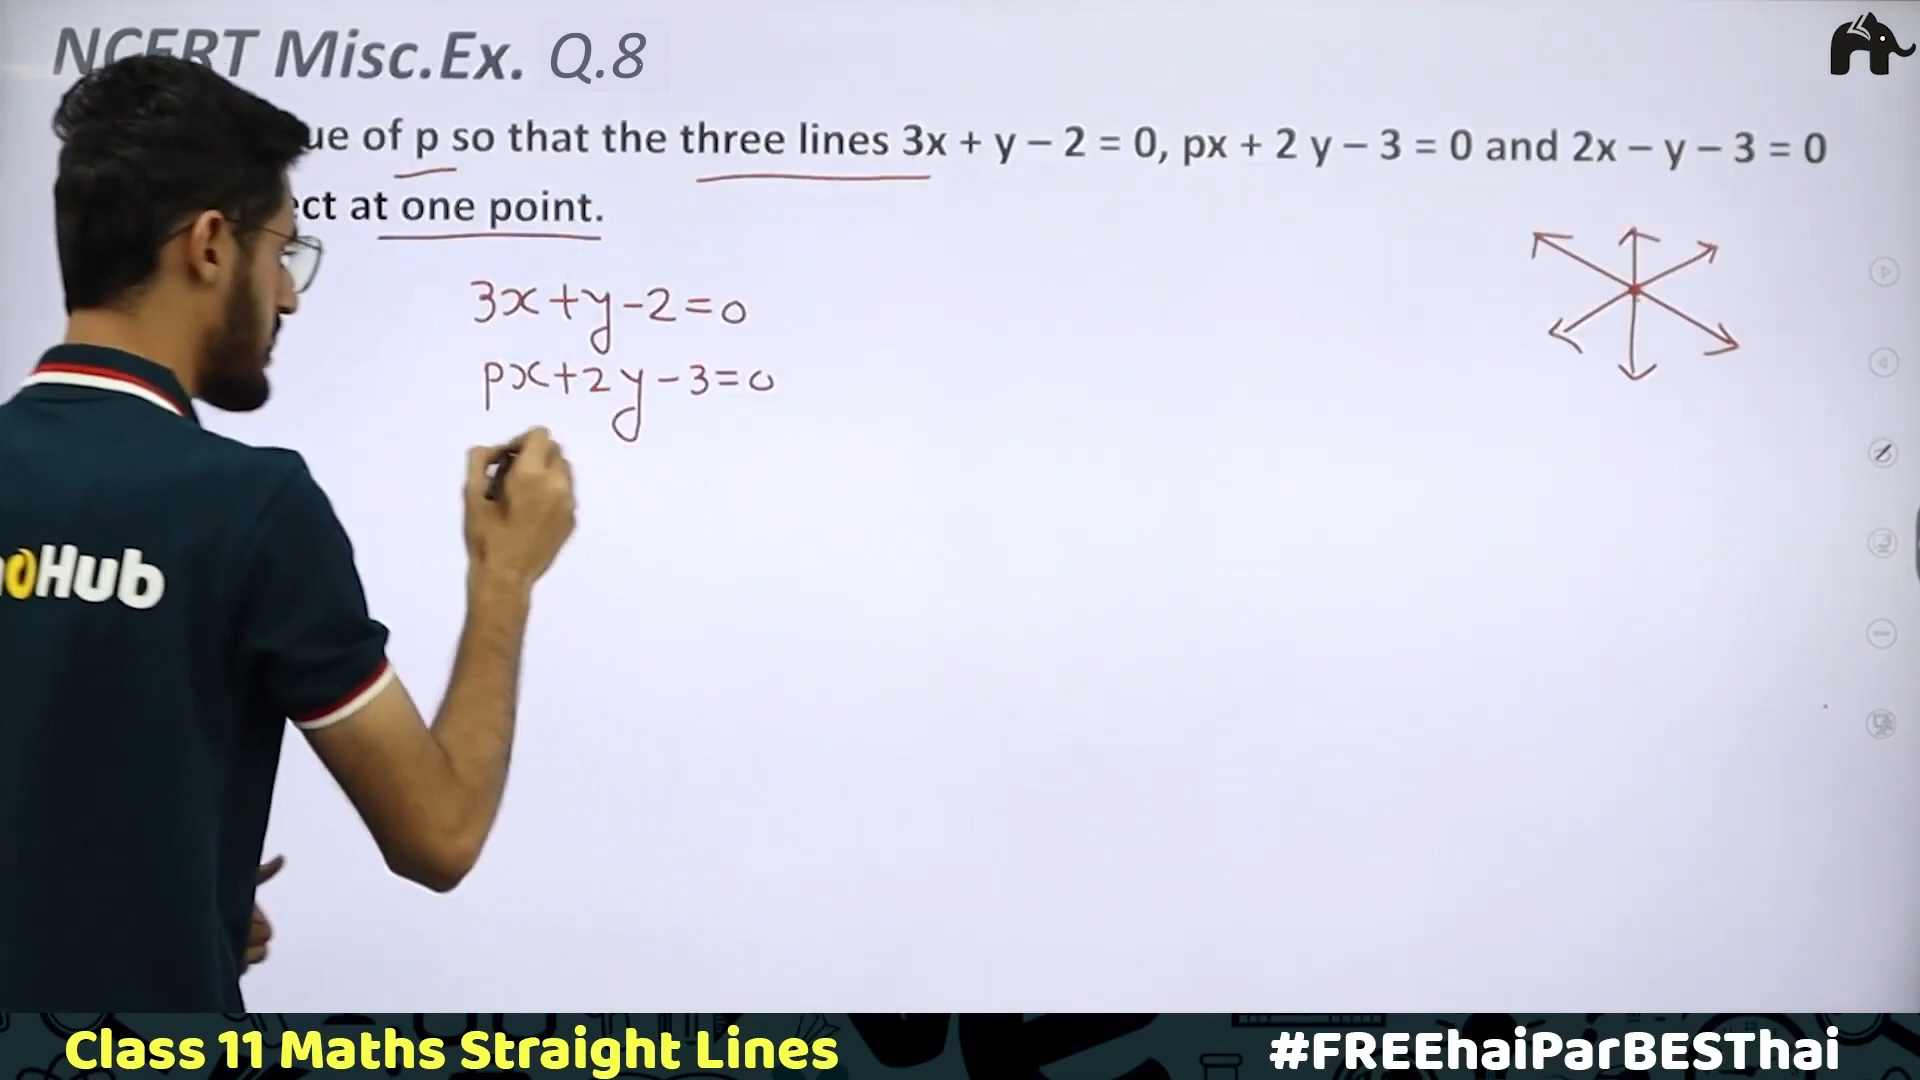 NCERT Misc.Ex. Q.8
of p so that the three lines 3x + y – 2 = 0, px + 2 y – 3 = 0 and 2x – y – 3 = 0
at one point.
3x+y-2=0
px+2y-3=0
oHub
Class 11 Maths Straight Lines
#FREEhaiParBESThai